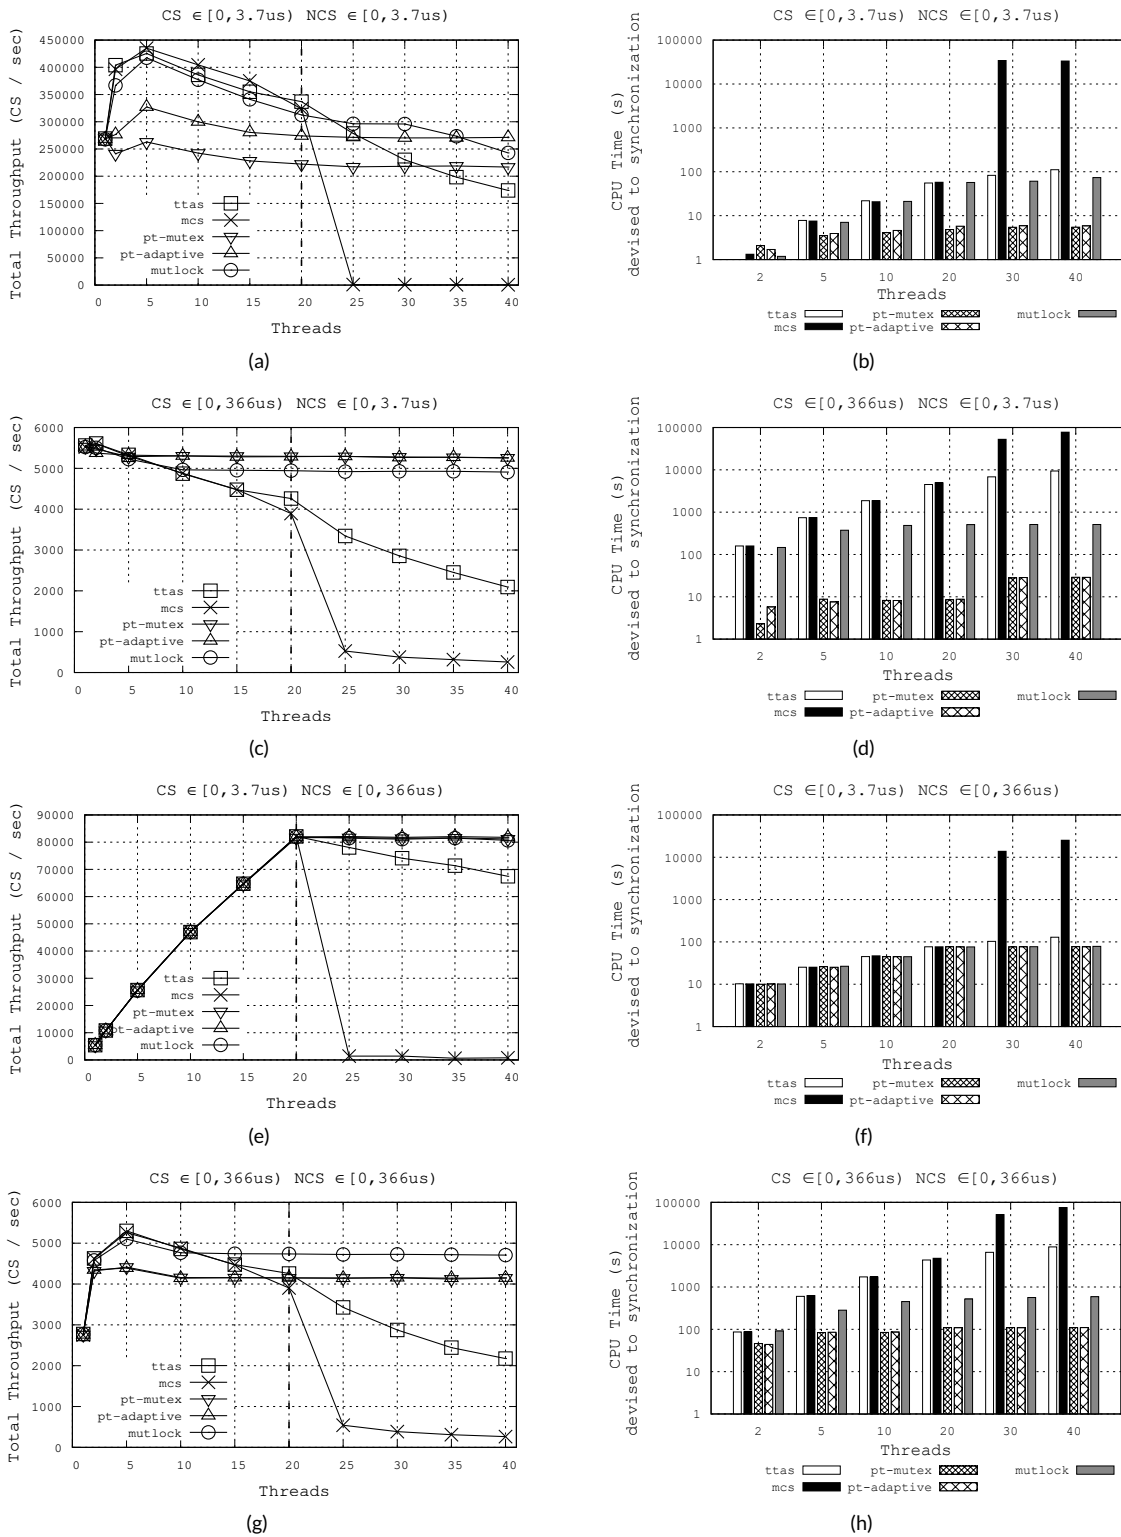 CS ∈[0,3.7us) NCS ∈[0,3.7us)
Total Throughput (CS / sec)
450000
400000
350000
300000
250000
200000
150000
100000
50000
0
ttas
mcs
pt-mutex
pt-adaptive
mutlock
0 5 10 15 20 25 30 35 40
Threads
(a)
CS ∈[0,3.7us) NCS ∈[0,3.7us)
CPU Time (s)
devised to synchronization
100000
10000
1000
100
10
1
2 5 10 20 30 40
Threads
ttas pt-mutex mutlock
mcs pt-adaptive
(b)
CS ∈[0,366us) NCS ∈[0,3.7us)
Total Throughput (CS / sec)
6000
5000
4000
3000
2000
1000
0
ttas
mcs
pt-mutex
pt-adaptive
mutlock
0 5 10 15 20 25 30 35 40
Threads
(c)
CS ∈[0,366us) NCS ∈[0,3.7us)
CPU Time (s)
devised to synchronization
100000
10000
1000
100
10
1
2 5 10 20 30 40
Threads
ttas pt-mutex mutlock
mcs pt-adaptive
(d)
CS ∈[0,3.7us) NCS ∈[0,366us)
Total Throughput (CS / sec)
90000
80000
70000
60000
50000
40000
30000
20000
10000
0
ttas
mcs
pt-mutex
pt-adaptive
mutlock
0 5 10 15 20 25 30 35 40
Threads
(e)
CS ∈[0,3.7us) NCS ∈[0,366us)
CPU Time (s)
devised to synchronization
100000
10000
1000
100
10
1
2 5 10 20 30 40
Threads
ttas pt-mutex mutlock
mcs pt-adaptive
(f)
CS ∈[0,366us) NCS ∈[0,366us)
Total Throughput (CS / sec)
6000
5000
4000
3000
2000
1000
0
ttas
mcs
pt-mutex
pt-adaptive
mutlock
0 5 10 15 20 25 30 35 40
Threads
(g)
CS ∈[0,366us) NCS ∈[0,366us)
CPU Time (s)
devised to synchronization
100000
10000
1000
100
10
1
2 5 10 20 30 40
Threads
ttas pt-mutex mutlock
mcs pt-adaptive
(h)